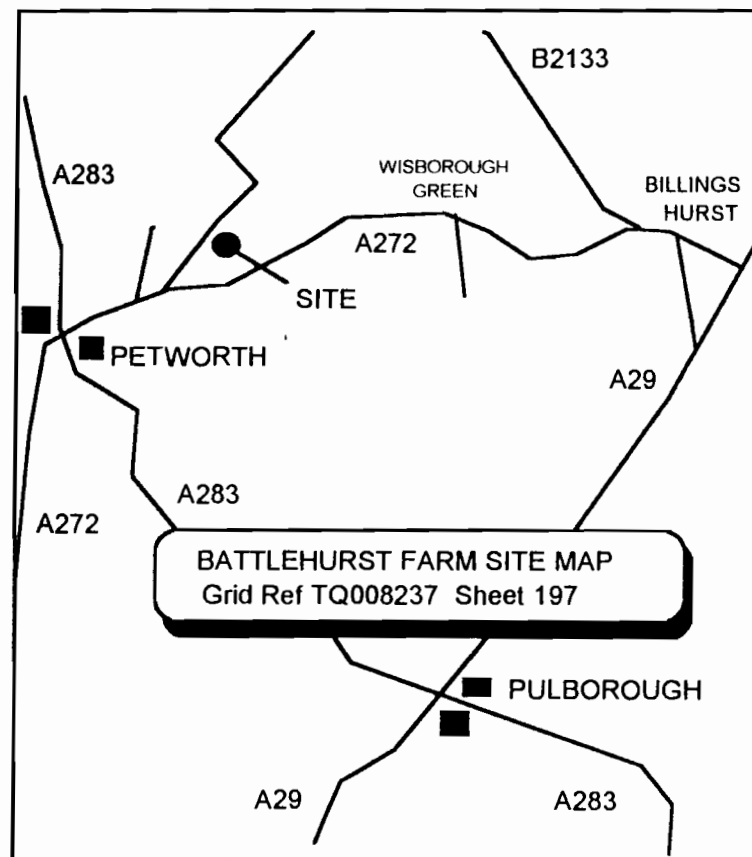 B2133
A283
WISBOROUGH
GREEN
BILLINGS
HURST
A272
SITE
PETWORTH
A29
A283
A272
BATTLEHURST FARM SITE MAP
Grid Ref TQ008237 Sheet 197
PULBOROUGH
A29
A283